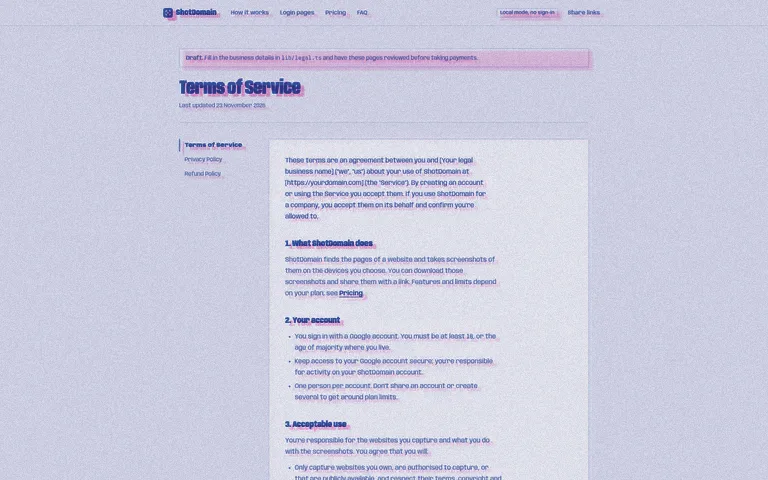 ShotDomain
How it works
Login pages
Pricing
FAQ
Local mode, no sign in
Share links
Draft. Fill in the business details in lib/legal.ts and have these pages reviewed before taking payments.
Terms of Service
Last updated 23 November 2026
Terms of Service
Privacy Policy
Refund Policy
These terms are an agreement between you and [Your legal
business name] ("we", "us") about your use of ShotDomain at
[https://yourdomain.com] (the "Service"). By creating an account
or using the Service you accept them. If you use ShotDomain for
a company, you accept them on its behalf and confirm you're
allowed to.
1. What ShotDomain does
ShotDomain finds the pages of a website and takes screenshots of
them on the devices you choose. You can download those
screenshots and share them with a link. Features and limits depend
on your plan, see Pricing.
2. Your account
• You sign in with a Google account. You must be at least 18, or the
age of majority where you live.
• Keep access to your Google account secure; you're responsible
for activity on your ShotDomain account.
• One person per account. Don't share an account or create
several to get around plan limits.
3. Acceptable use
You're responsible for the websites you capture and what you do
with the screenshots. You agree that you will:
• Only capture websites you own, are authorised to capture, or
that are publicly available, and respect their terms, copyright and